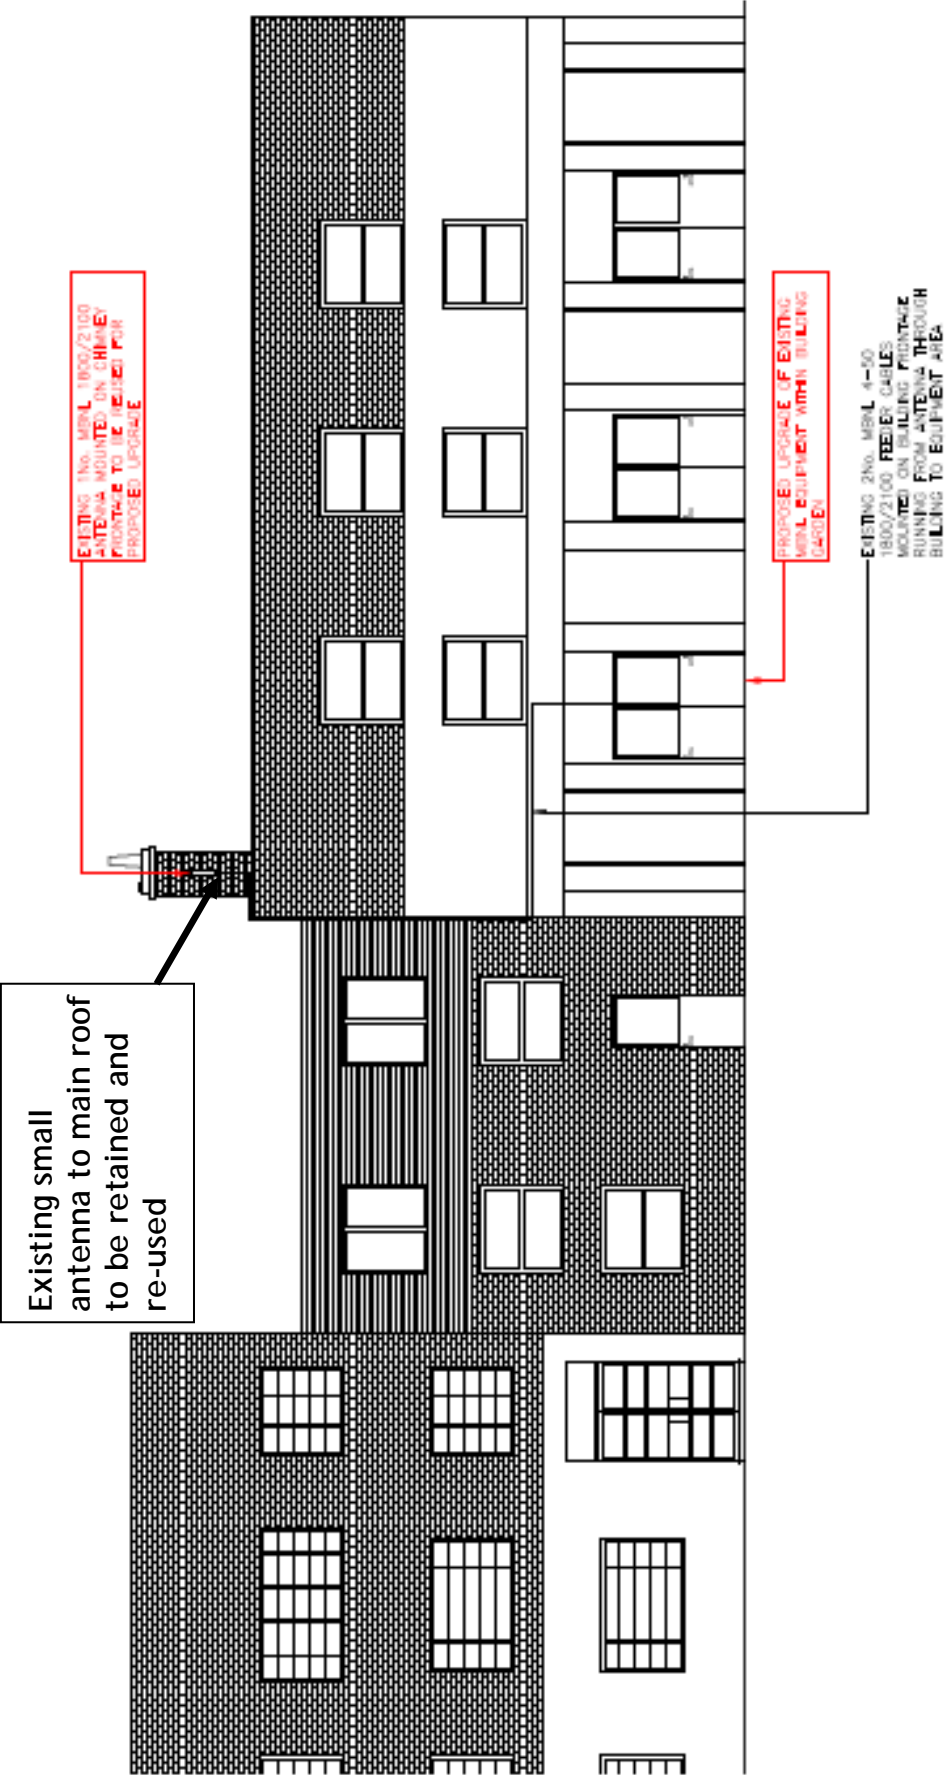 Existing small
antenna to main roof
to be retained and
re-used
EXISTING 1No. MBNL 1800/2100
ANTENNA MOUNTED ON CHIMNEY
FRONTAGE TO BE REUSED FOR
PROPOSED UPGRADE
PROPOSED UPGRADE OF EXISTING
MBNL EQUIPMENT WITHIN BUILDING
GARDEN
EXISTING 2No. MBNL 4-50
1800/2100 FEEDER CABLES
MOUNTED ON BUILDING FRONTAGE
RUNNING FROM ANTENNA THROUGH
BUILDING TO EQUIPMENT AREA